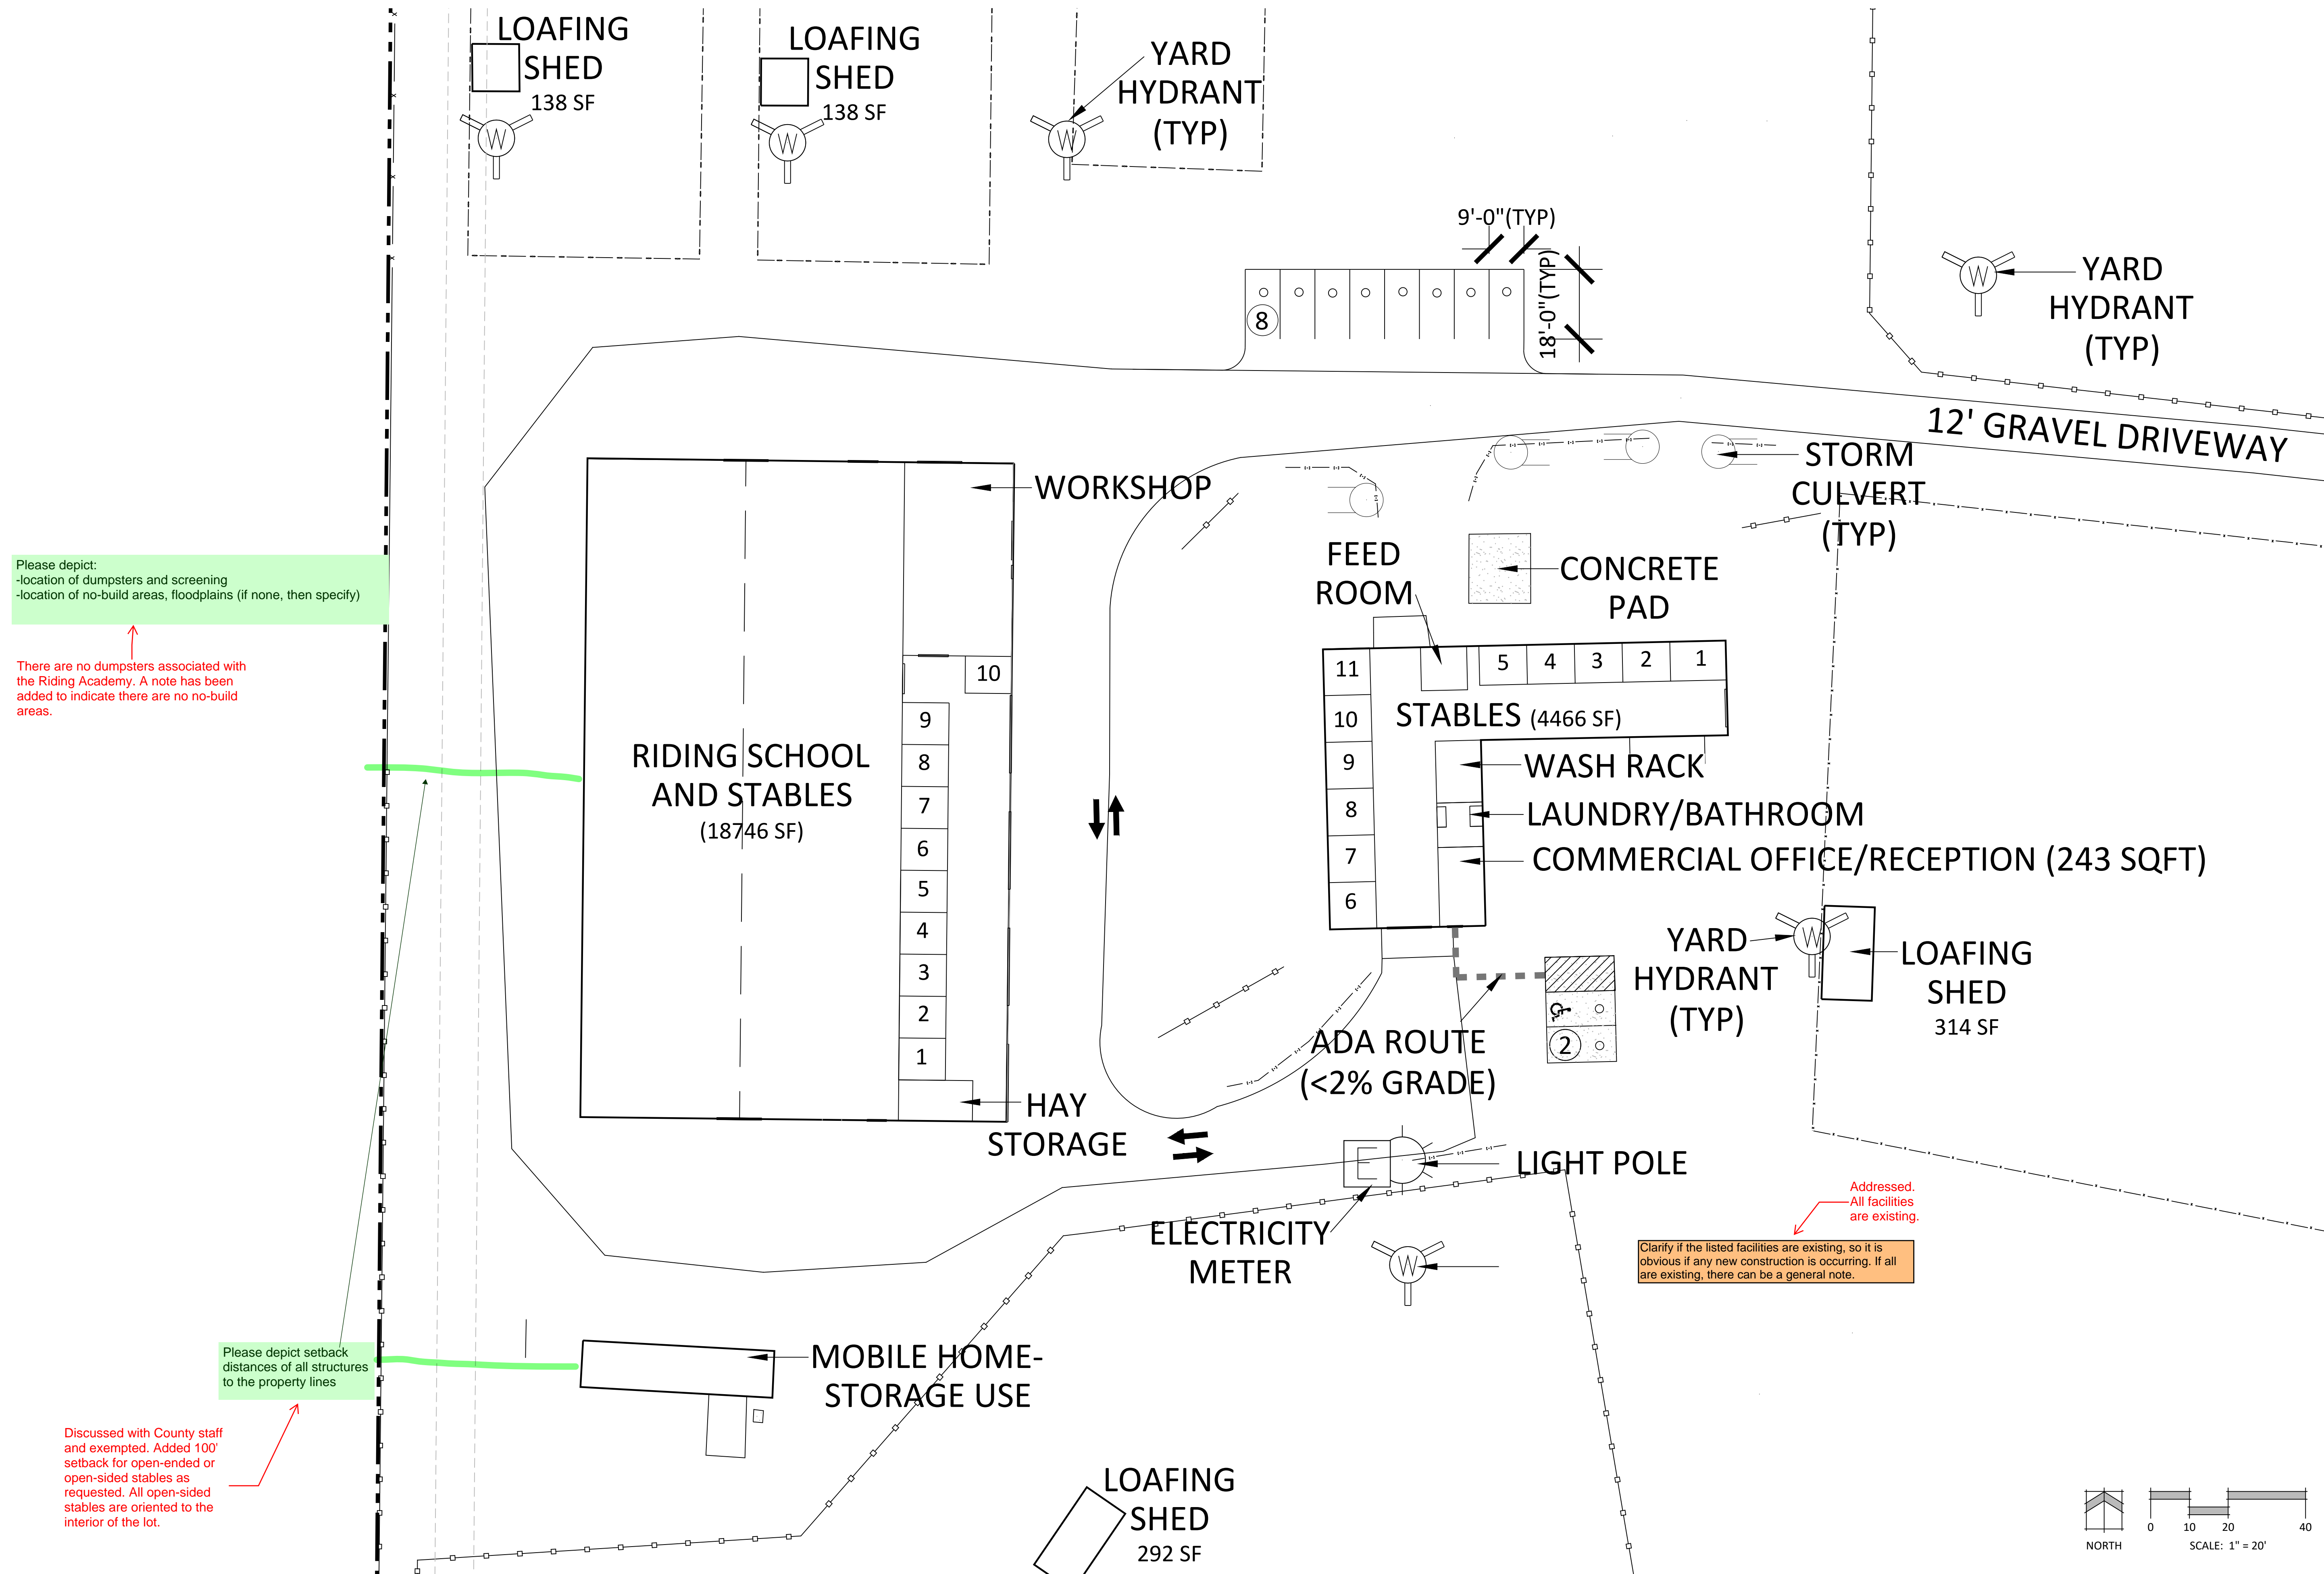 LOAFING
SHED
138 SF
LOAFING
SHED
138 SF
YARD
HYDRANT
(TYP)
W
W
W
9'-0"(TYP)
18'-0"(TYP)
8
W
YARD
HYDRANT
(TYP)
12' GRAVEL DRIVEWAY
STORM
CULVERT
(TYP)
WORKSHOP
FEED
ROOM
CONCRETE
PAD
Please depict:
-location of dumpsters and screening
-location of no-build areas, floodplains (if none, then specify)
There are no dumpsters associated with
the Riding Academy. A note has been
added to indicate there are no no-build
areas.
10
9
8
7
6
5
4
3
2
1
RIDING SCHOOL
AND STABLES
(18746 SF)
11
10
9
8
7
6
5
4
3
2
1
STABLES (4466 SF)
WASH RACK
LAUNDRY/BATHROOM
COMMERCIAL OFFICE/RECEPTION (243 SQFT)
YARD
HYDRANT
(TYP)
W
LOAFING
SHED
314 SF
2
ADA ROUTE
(<2% GRADE)
HAY
STORAGE
LIGHT POLE
E
ELECTRICITY
METER
W
Addressed.
All facilities
are existing.
Clarify if the listed facilities are existing, so it is
obvious if any new construction is occurring. If all
are existing, there can be a general note.
Please depict setback
distances of all structures
to the property lines
MOBILE HOME-
STORAGE USE
Discussed with County staff
and exempted. Added 100'
setback for open-ended or
open-sided stables as
requested. All open-sided
stables are oriented to the
interior of the lot.
LOAFING
SHED
292 SF
NORTH
0 10 20 40
SCALE: 1" = 20'